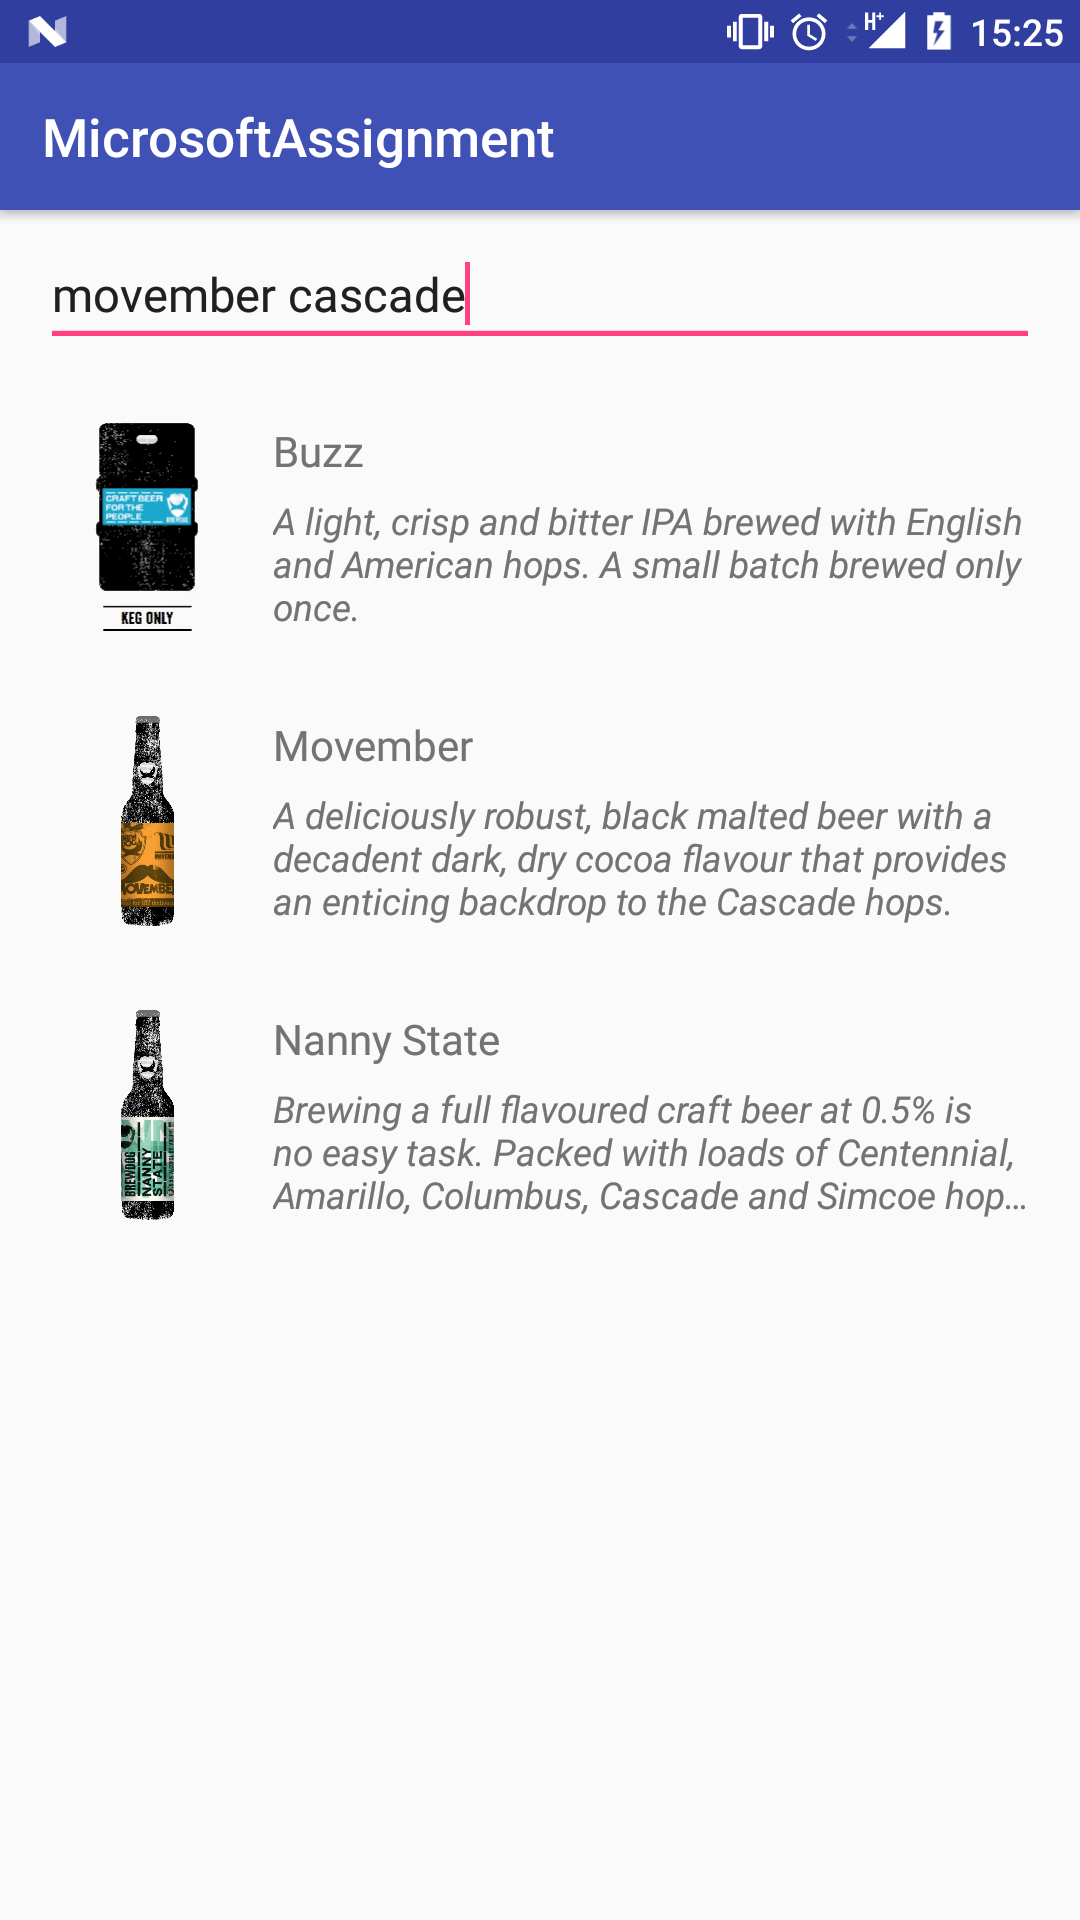 H+ 15:25
MicrosoftAssignment
movember cascade
CRAFT BEER
FOR THE
PEOPLE
KEG ONLY
Buzz
A light, crisp and bitter IPA brewed with English
and American hops. A small batch brewed only
once.
Movember
A deliciously robust, black malted beer with a
decadent dark, dry cocoa flavour that provides
an enticing backdrop to the Cascade hops.
BREWDOG
NANNY
STATE
Nanny State
Brewing a full flavoured craft beer at 0.5% is
no easy task. Packed with loads of Centennial,
Amarillo, Columbus, Cascade and Simcoe hop…